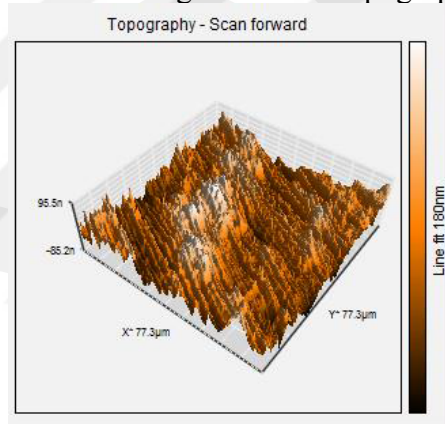 Topography - Scan forward
95.5n
-85.2n
X* 77.3µm
Y* 77.3µm
Line fit 180nm